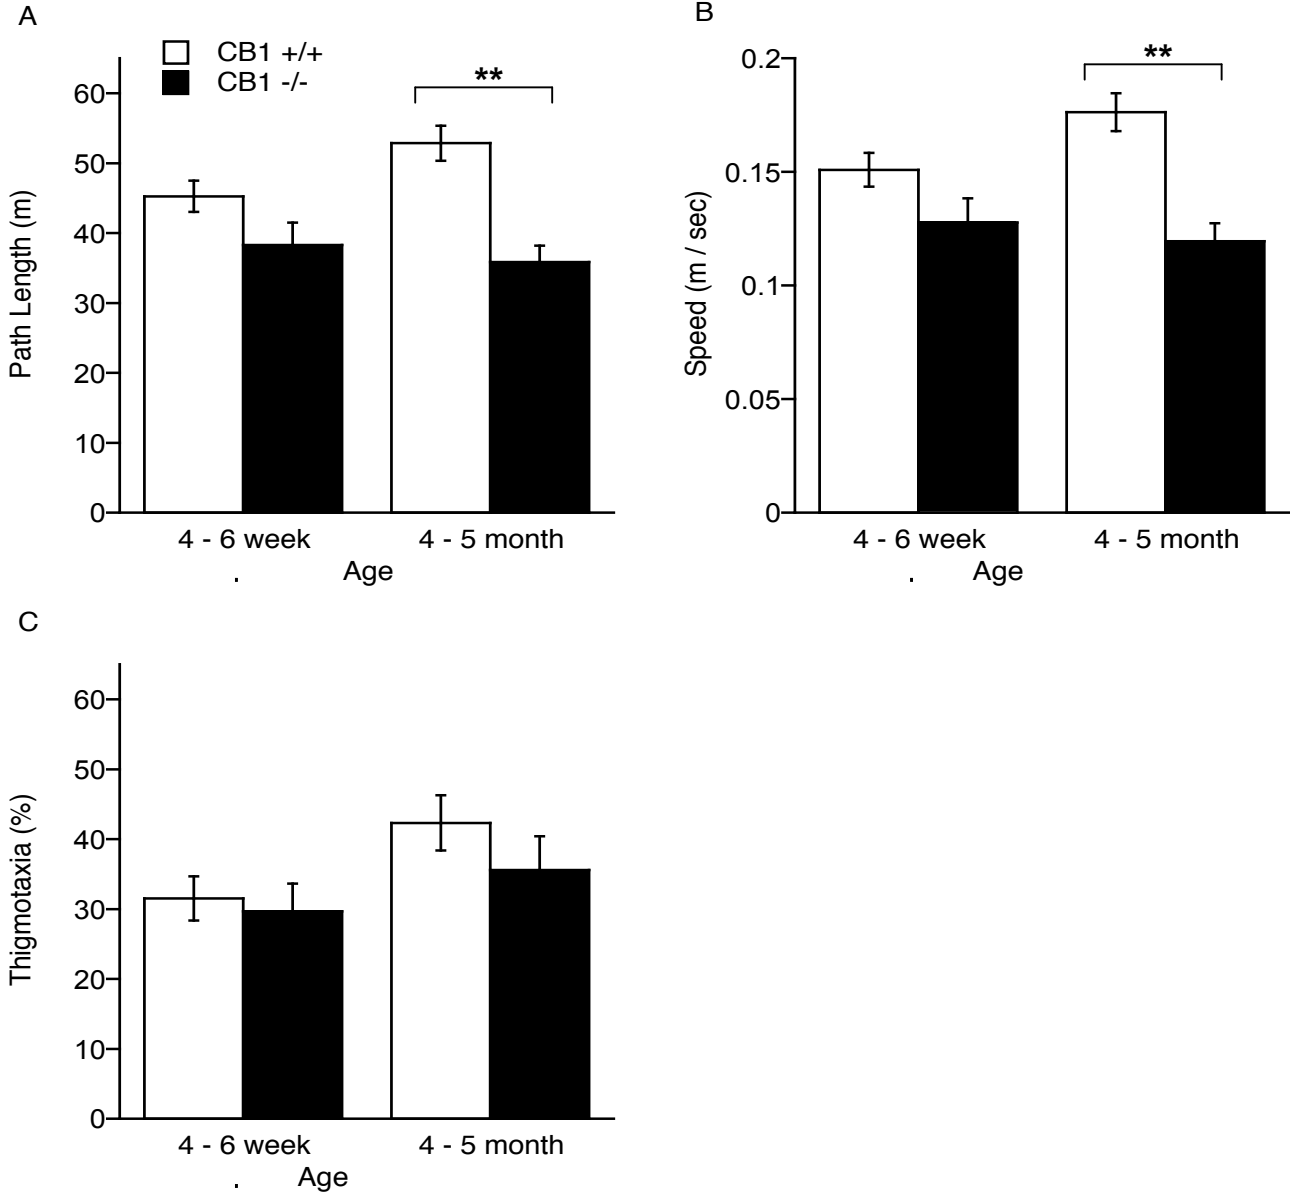 A
CB1 +/+
CB1 -/-
**
60
50
40
30
20
10
0
Path Length (m)
4 - 6 week
4 - 5 month
Age
B
**
0.2
0.15
0.1
0.05
0
Speed (m / sec)
4 - 6 week
4 - 5 month
Age
C
60
50
40
30
20
10
0
Thigmotaxia (%)
4 - 6 week
4 - 5 month
Age